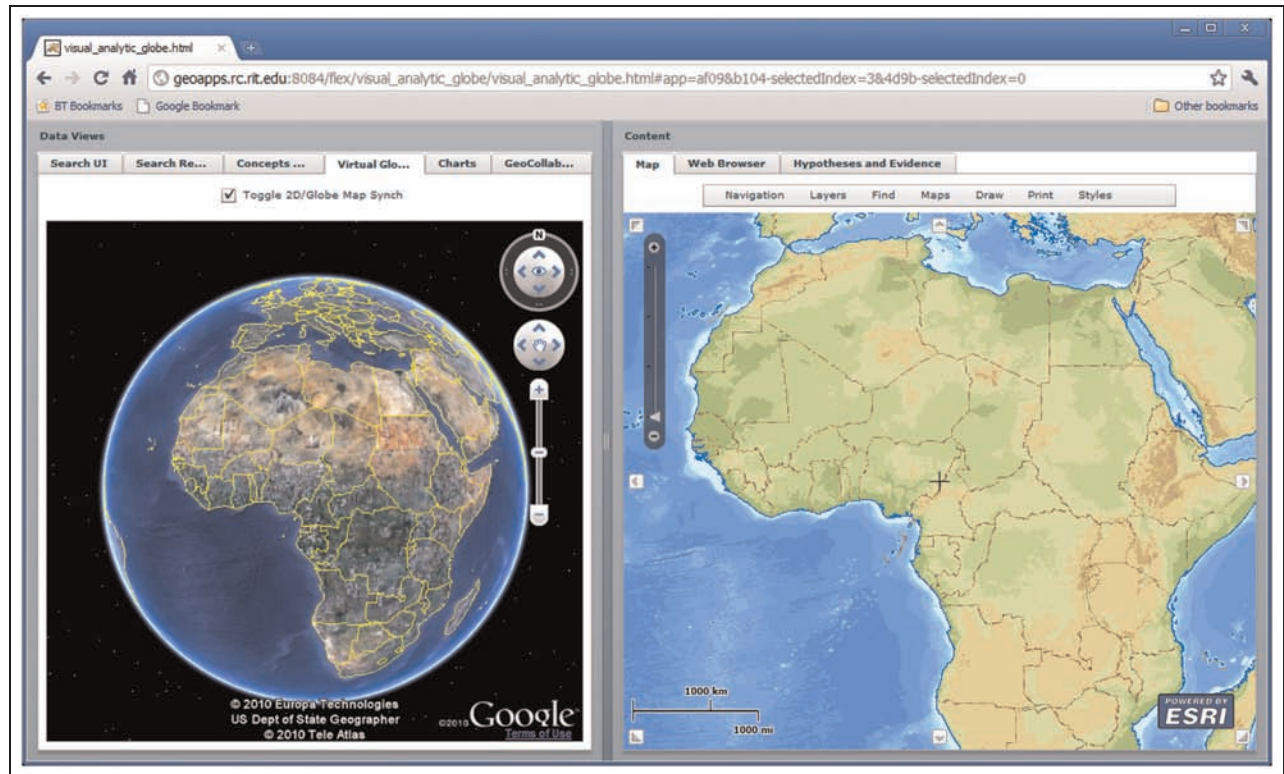 visual_analytic_globe.html
geoapps.rc.rit.edu:8084/flex/visual_analytic_globe/visual_analytic_globe.html#app=af09&b104-selectedIndex=3&4d9b-selectedIndex=0
BT Bookmarks Google Bookmark Other bookmarks
Data Views
Search UI Search Re... Concepts ... Virtual Glo... Charts GeoCollab...
Toggle 2D/Globe Map Synch
N
© 2010 Europa Technologies
US Dept of State Geographer
© 2010 Tele Atlas
©2010 Google
Terms of Use
Content
Map Web Browser Hypotheses and Evidence
Navigation Layers Find Maps Draw Print Styles
1000 km
1000 mi
POWERED BY
ESRI